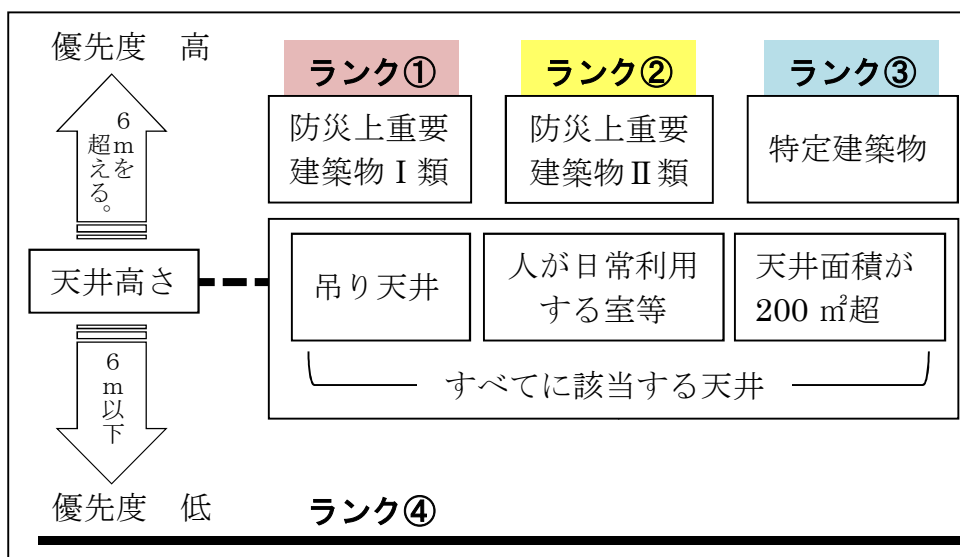 優先度 高
ランク①
ランク②
ランク③
防災上重要
建築物Ⅰ類
防災上重要
建築物Ⅱ類
特定建築物
6mを
超える。
天井高さ
吊り天井
人が日常利用
する室等
天井面積が
200 ㎡超
すべてに該当する天井
6m以下
優先度 低
ランク④